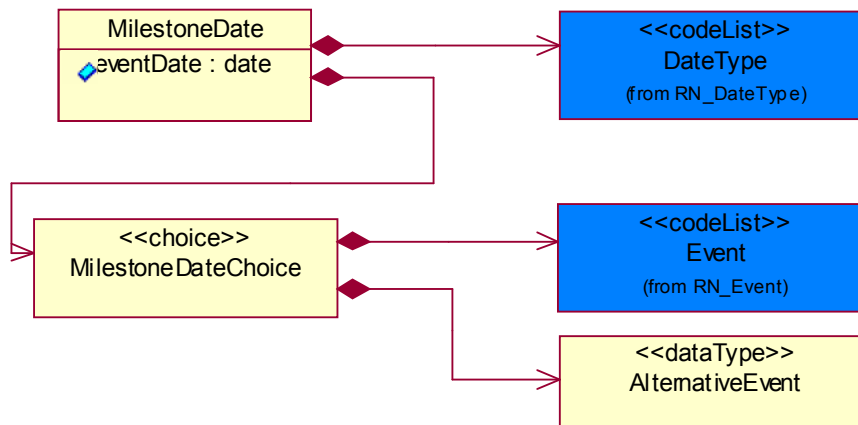 MilestoneDate
eventDate : date
<<codeList>>
DateType
(from RN_DateType)
<<choice>>
MilestoneDateChoice
<<codeList>>
Event
(from RN_Event)
<<dataType>>
AlternativeEvent